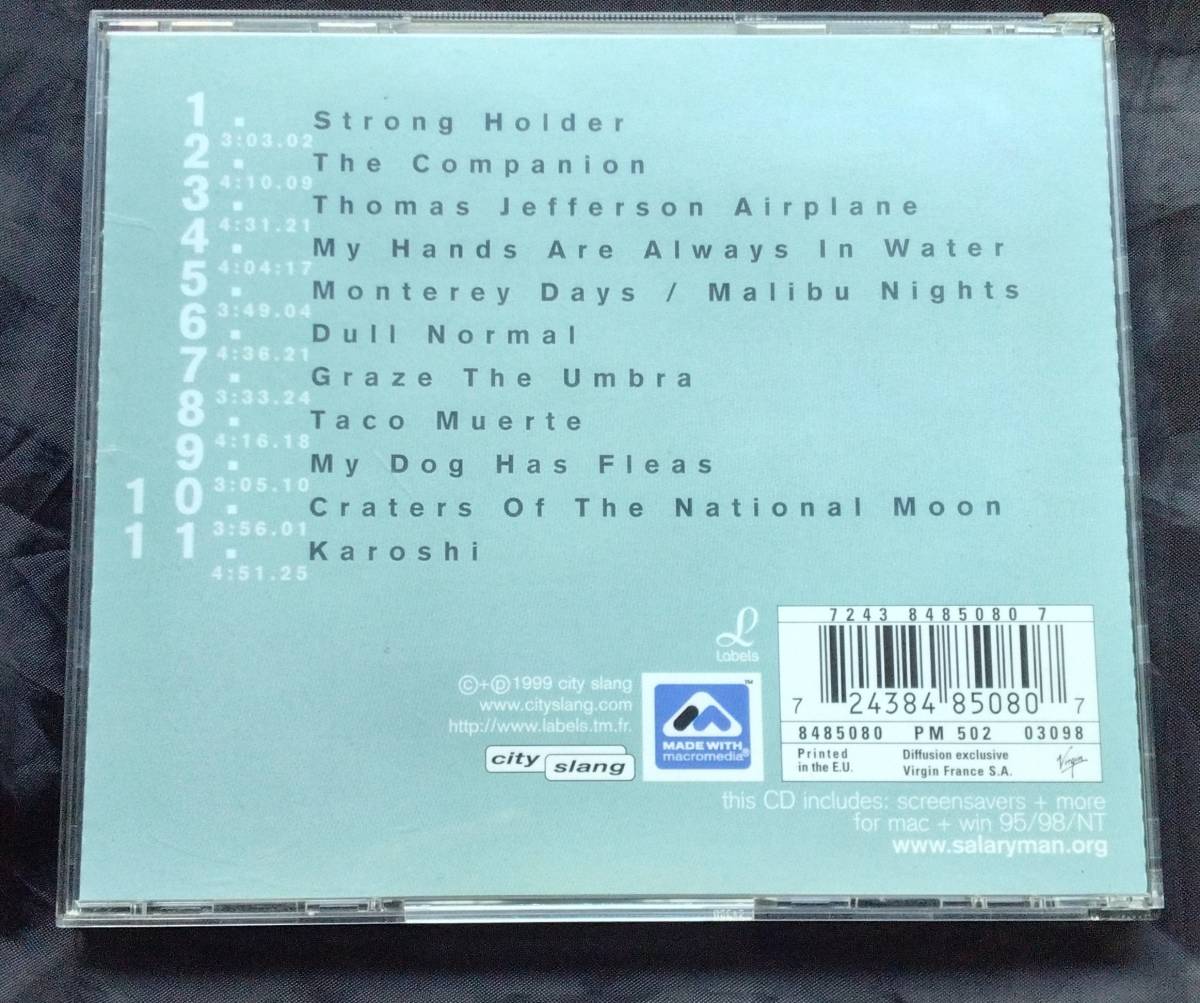 1 . Strong Holder
3:03.02
2 . The Companion
4:10.09
3 . Thomas Jefferson Airplane
4:31.21
4 . My Hands Are Always In Water
4:04:17
5 . Monterey Days / Malibu Nights
3:49.04
6 . Dull Normal
4:36.21
7 . Graze The Umbra
3:33.24
8 . Taco Muerte
4:16.18
9 . My Dog Has Fleas
3:05.10
10 . Craters Of The National Moon
3:56.01
11 . Karoshi
4:51.25
L
Labels
©+℗1999 city slang
www.cityslang.com
http://www.labels.tm.fr.
city slang
™
MADE WITH
macromedia®
7243 8485080 7
7 24384 85080 7
8485080 PM 502 03098
Printed
in the E.U.
Diffusion exclusive
Virgin France S.A.
Virgin
this CD includes: screensavers + more
for mac + win 95/98/NT
www.salaryman.org